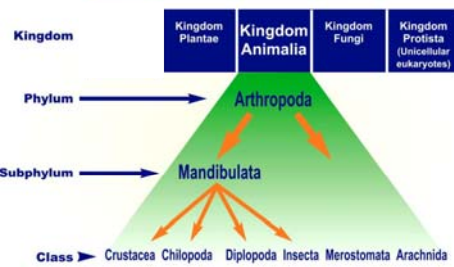 Kingdom
Kingdom
Plantae
Kingdom
Animalia
Kingdom
Fungi
Kingdom
Protista
(Unicellular
eukaryotes)
Phylum
Arthropoda
Subphylum
Mandibulata
Class
Crustacea Chilopoda Diplopoda Insecta Merostomata Arachnida